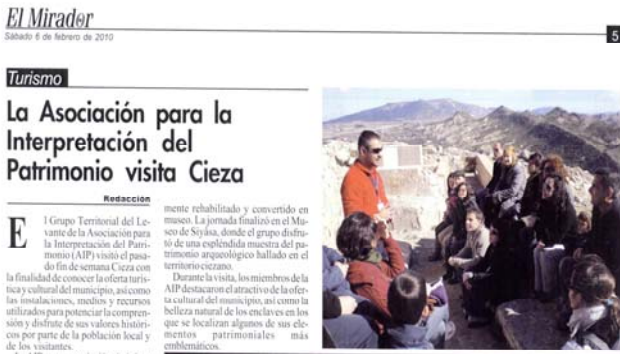 El Mirador
Sábado 6 de febrero de 2010
5
Turismo
La Asociación para la
Interpretación del
Patrimonio visita Cieza
Redacción
El Grupo Territorial del Le-
vante de la Asociación para
la Interpretación del Patri-
monio (AIP) visitó el pasa-
do fin de semana Cieza con
la finalidad de conocer la oferta turís-
tica y cultural del municipio, así como
las instalaciones, medios y recursos
utilizados para potenciar la compren-
sión y disfrute de sus valores históri-
cos por parte de la población local y
de los visitantes.
mente rehabilitado y convertido en
museo. La jornada finalizó en el Mu-
seo de Siyâsa, donde el grupo disfru-
tó de una espléndida muestra del pa-
trimonio arqueológico hallado en el
territorio ciezano.
Durante la visita, los miembros de la
AIP destacaron el atractivo de la ofer-
ta cultural del municipio, así como la
belleza natural de los enclaves en los
que se localizan algunos de sus ele-
mentos patrimoniales más
emblemáticos.